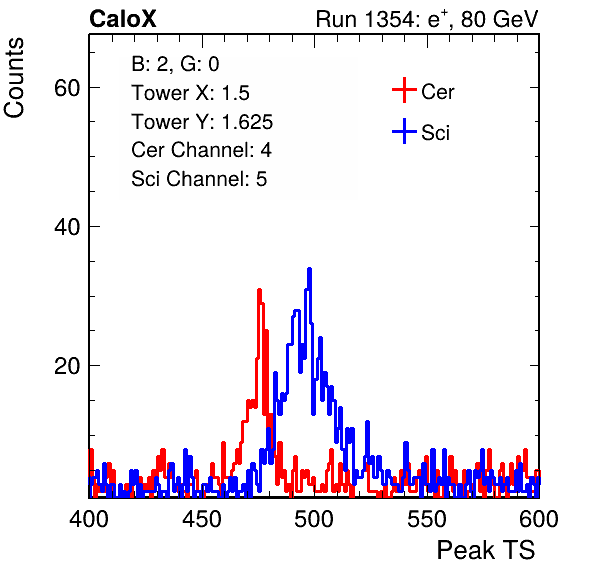 CaloX Run 1354: e⁺, 80 GeV
Counts
B: 2, G: 0
Tower X: 1.5
Tower Y: 1.625
Cer Channel: 4
Sci Channel: 5
Cer
Sci
60
40
20
400 450 500 550 600
Peak TS